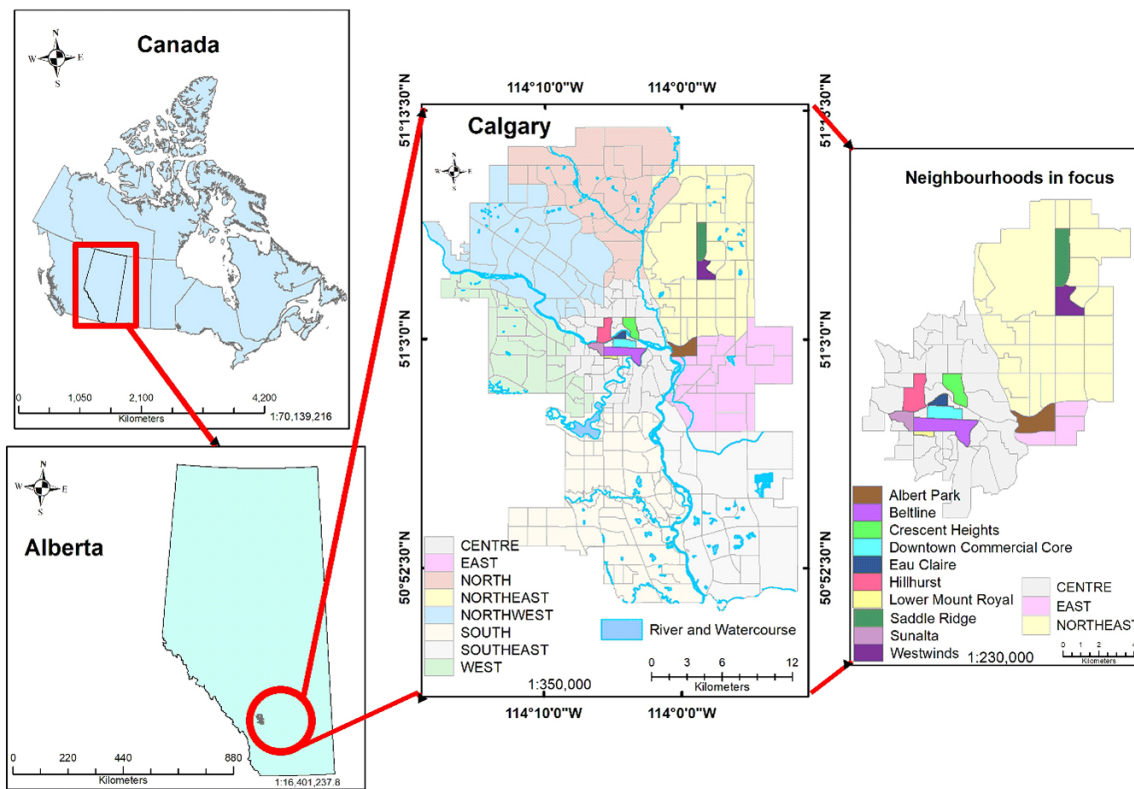 Canada
N
W E
S
0 1,050 2,100 4,200
Kilometers
1:70,139,216
N
W E
S
Alberta
0 220 440 880
Kilometers
1:16,401,237.8
114°10'0"W 114°0'0"W
51°13'30"N
51°3'0"N
50°52'30"N
Calgary
N
W E
S
CENTRE
EAST
NORTH
NORTHEAST
NORTHWEST
SOUTH
SOUTHEAST
WEST
River and Watercourse
0 3 6 12
Kilometers
1:350,000
51°13'30"N
51°3'0"N
50°52'30"N
114°10'0"W 114°0'0"W
Neighbourhoods in focus
Albert Park
Beltline
Crescent Heights
Downtown Commercial Core
Eau Claire
Hillhurst
Lower Mount Royal
Saddle Ridge
Sunalta
Westwinds
CENTRE
EAST
NORTHEAST
0 2 4
Kilometers
1:230,000